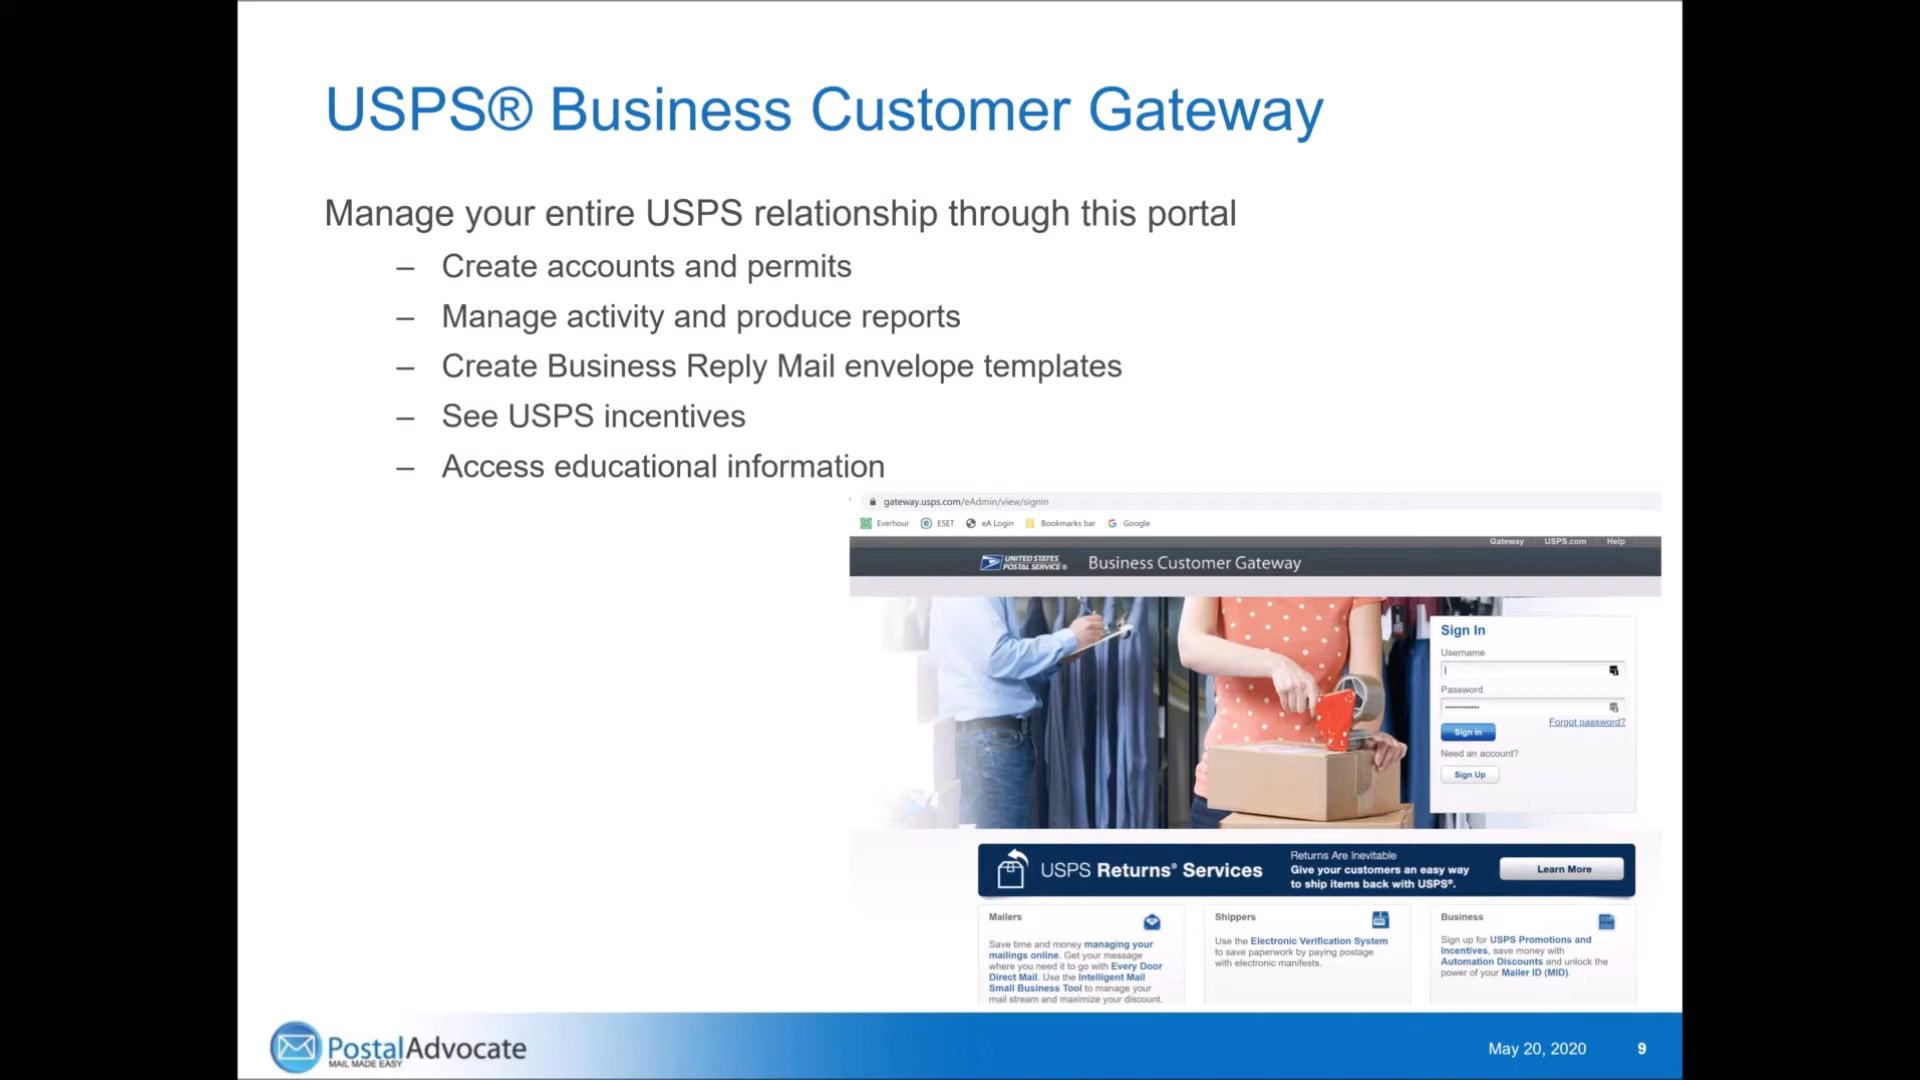 USPS® Business Customer Gateway
Manage your entire USPS relationship through this portal
– Create accounts and permits
– Manage activity and produce reports
– Create Business Reply Mail envelope templates
– See USPS incentives
– Access educational information
gateway.usps.com/eAdmin/view/signin
Everhour ESET eA Login Bookmarks bar Google
Gateway USPS.com Help
UNITED STATES
POSTAL SERVICE®
Business Customer Gateway
Sign In
Username
Password
Forgot password?
Sign in
Need an account?
Sign Up
USPS Returns® Services
Returns Are Inevitable
Give your customers an easy way
to ship items back with USPS®.
Learn More
Mailers
Save time and money managing your
mailings online. Get your message
where you need it to go with Every Door
Direct Mail. Use the Intelligent Mail
Small Business Tool to manage your
mail stream and maximize your discount.
Shippers
Use the Electronic Verification System
to save paperwork by paying postage
with electronic manifests.
Business
Sign up for USPS Promotions and
Incentives, save money with
Automation Discounts and unlock the
power of your Mailer ID (MID).
PostalAdvocate
MAIL MADE EASY
May 20, 2020
9